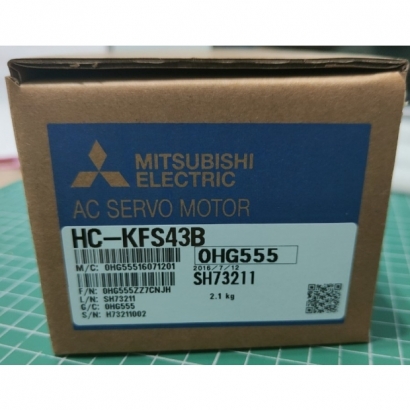 MITSUBISHI
ELECTRIC
AC SERVO MOTOR
HC-KFS43B
0HG555
M/C: 0HG55516071201 2016/7/12
SH73211
F/N: 0HG555ZZ7CNJH 2.1 kg
L/N: SH73211
G/C: 0HG555
S/N: H73211002